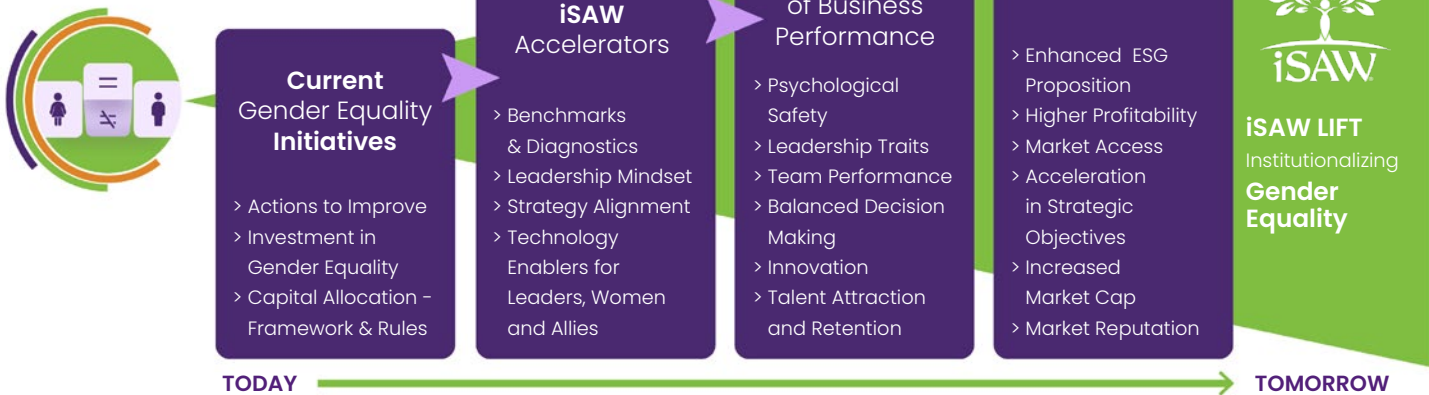 Current
Gender Equality
Initiatives
> Actions to Improve
> Investment in
Gender Equality
> Capital Allocation -
Framework & Rules
iSAW
Accelerators
> Benchmarks
& Diagnostics
> Leadership Mindset
> Strategy Alignment
> Technology
Enablers for
Leaders, Women
and Allies
of Business
Performance
> Psychological
Safety
> Leadership Traits
> Team Performance
> Balanced Decision
Making
> Innovation
> Talent Attraction
and Retention
> Enhanced ESG
Proposition
> Higher Profitability
> Market Access
> Acceleration
in Strategic
Objectives
> Increased
Market Cap
> Market Reputation
iSAW
iSAW LIFT
Institutionalizing
Gender
Equality
TODAY
TOMORROW